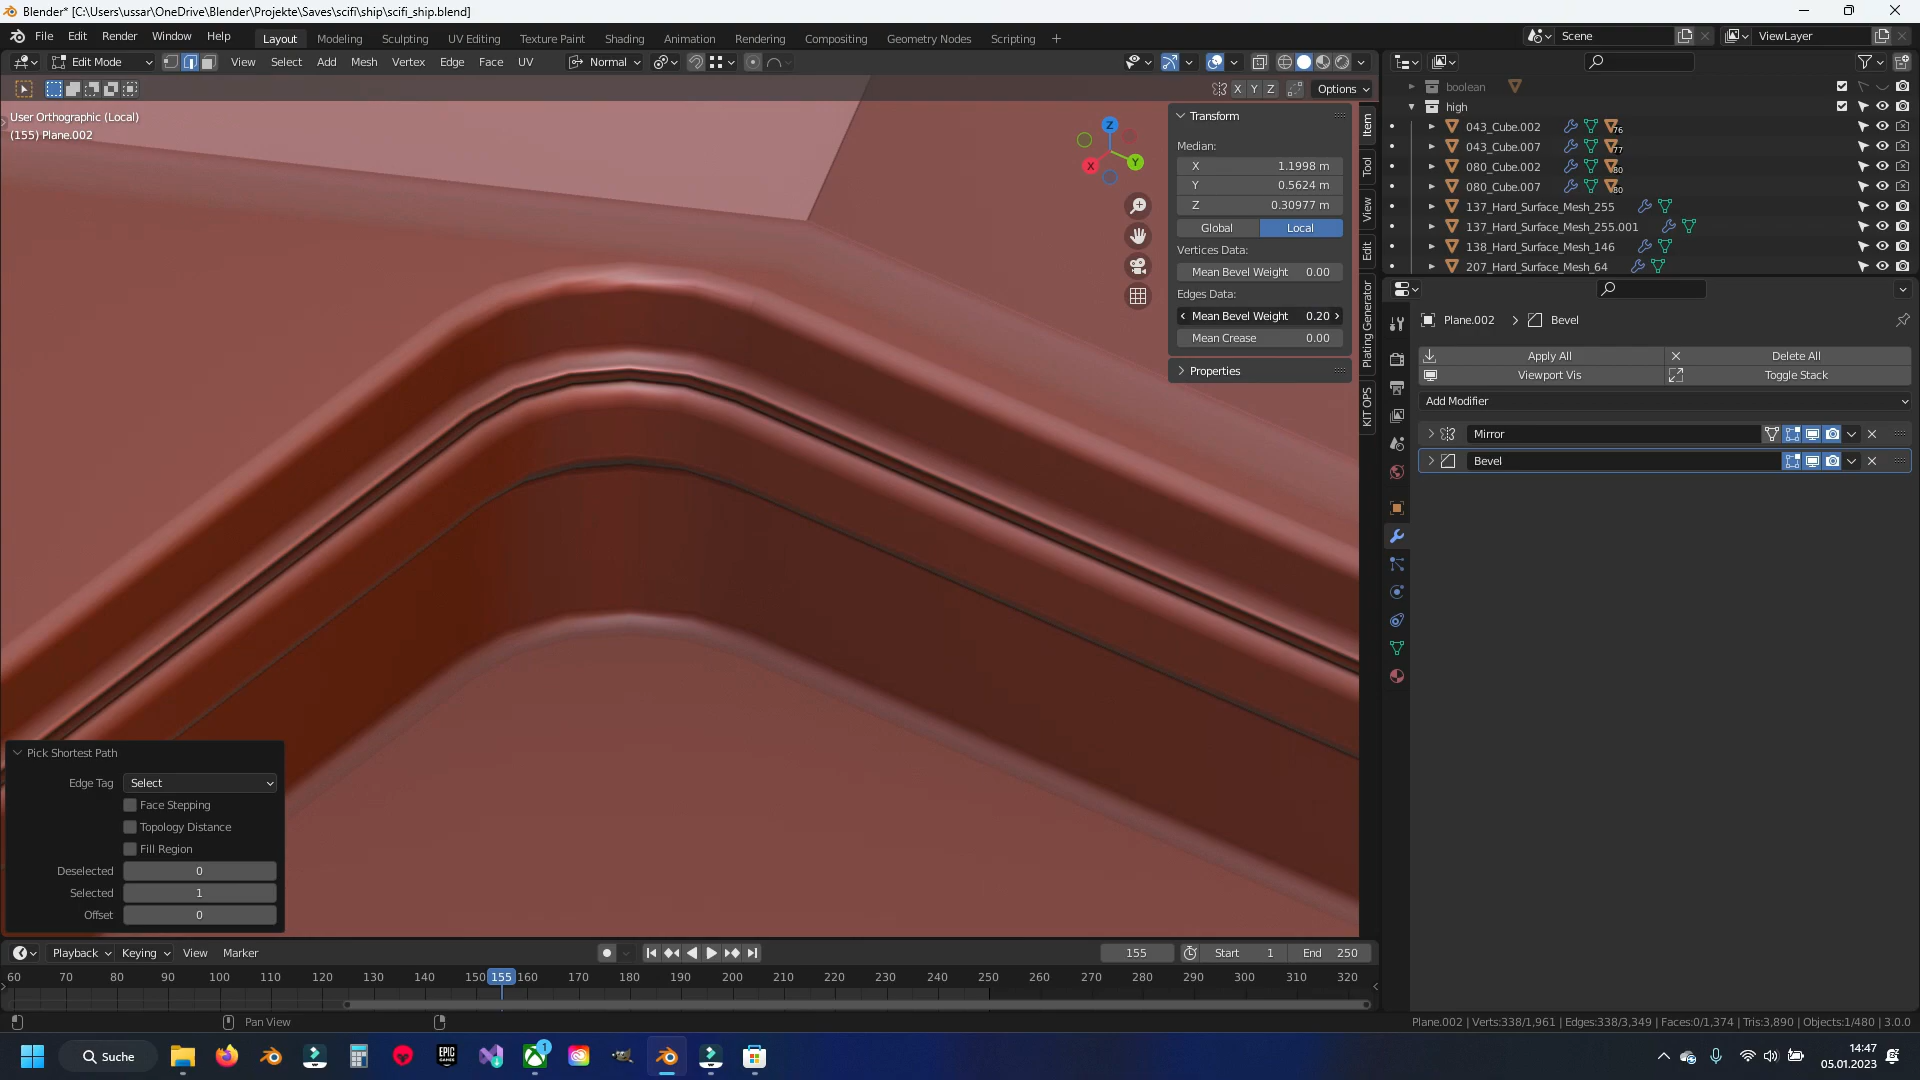 Blender* [C:\Users\ussar\OneDrive\Blender\Projekte\Saves\scifi\ship\scifi_ship.blend]
File Edit Render Window Help
Layout Modeling Sculpting UV Editing Texture Paint Shading Animation Rendering Compositing Geometry Nodes Scripting +
Scene
ViewLayer
Edit Mode
View Select Add Mesh Vertex Edge Face UV
Normal
X Y Z
Options
User Orthographic (Local)
(155) Plane.002
Z
Y
X
Transform
Median:
X 1.1998 m
Y 0.5624 m
Z 0.30977 m
Global Local
Vertices Data:
Mean Bevel Weight 0.00
Edges Data:
Mean Bevel Weight 0.20
Mean Crease 0.00
Properties
Item
Tool
View
Edit
Plating Generator
KIT OPS
boolean
high
043_Cube.002 76
043_Cube.007 77
080_Cube.002 80
080_Cube.007 80
137_Hard_Surface_Mesh_255
137_Hard_Surface_Mesh_255.001
138_Hard_Surface_Mesh_146
207_Hard_Surface_Mesh_64
Plane.002 > Bevel
Apply All Delete All
Viewport Vis Toggle Stack
Add Modifier
Mirror
Bevel
Pick Shortest Path
Edge Tag Select
Face Stepping
Topology Distance
Fill Region
Deselected 0
Selected 1
Offset 0
Playback Keying View Marker
155
Start 1 End 250
60 70 80 90 100 110 120 130 140 150 155 160 170 180 190 200 210 220 230 240 250 260 270 280 290 300 310 320
Pan View
Plane.002 | Verts:338/1,961 | Edges:338/3,349 | Faces:0/1,374 | Tris:3,890 | Objects:1/480 | 3.0.0
Suche
EPIC GAMES
1
14:47
05.01.2023